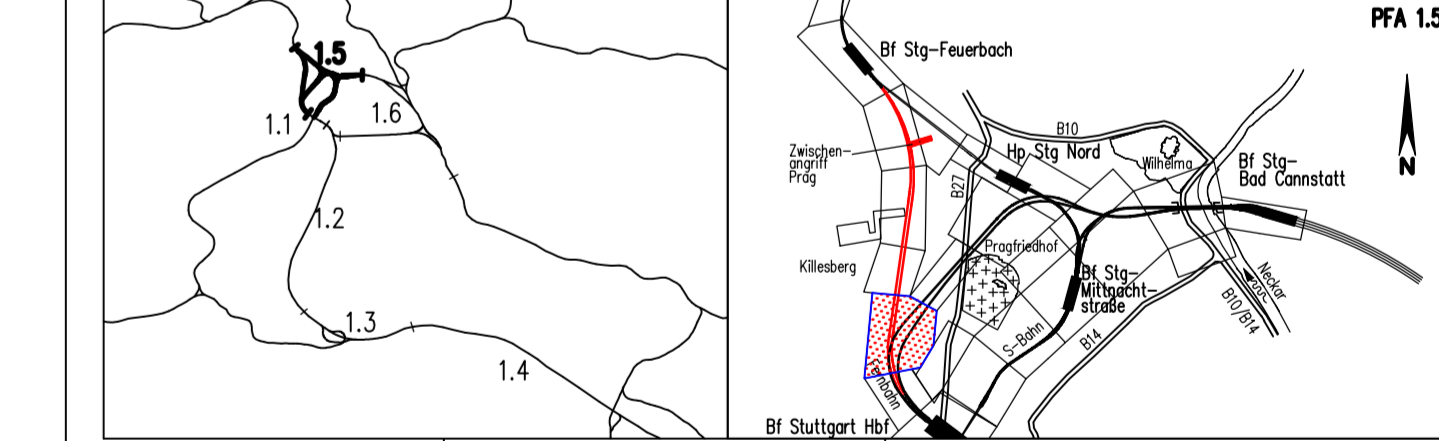 1.5
1.6
1.1
1.2
1.3
1.4
PFA 1.5
Bf Stg-Feuerbach
B10
Zwischen-
angriff
Prag
Hp Stg Nord
Wilhelma
Bf Stg-
Bad Cannstatt
N
B27
Pragfriedhof
Killesberg
Bf Stg-
Mittnacht-
straße
Neckar
B10/B14
S-Bahn
B14
Fernbahn
Bf Stuttgart Hbf